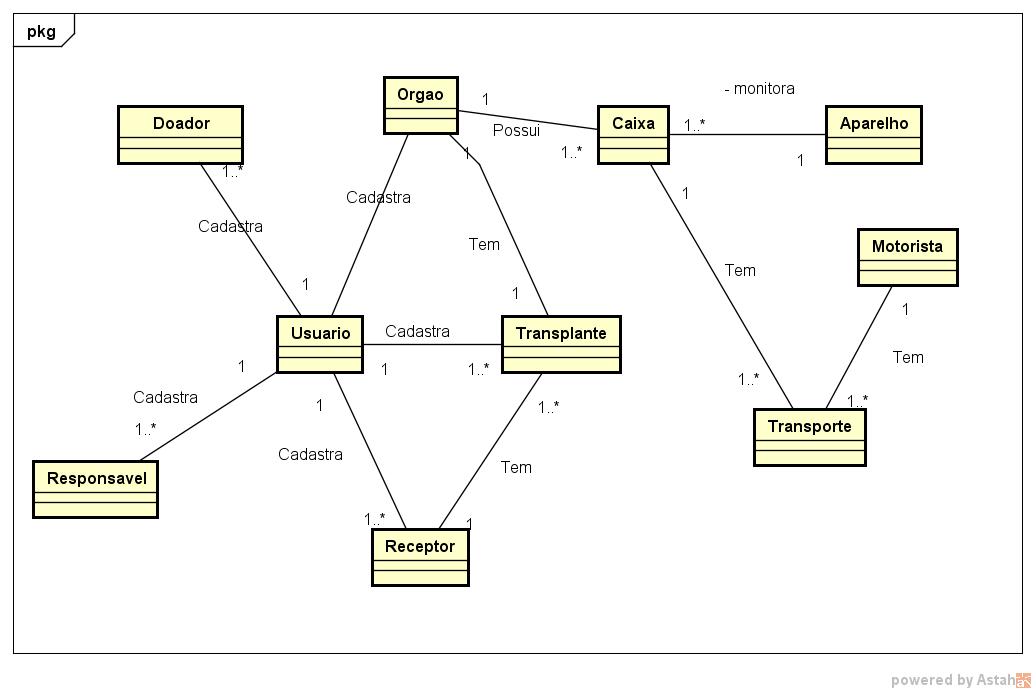 pkg
- monitora
Orgao
1
Doador
Caixa
1..*
Aparelho
Possui
1
1..*
1
1..*
1
Cadastra
Cadastra
Tem
Motorista
Tem
1
1
1
Usuario
Cadastra
Transplante
Tem
1
1
1..*
1..*
Cadastra
1
1..*
1..*
1..*
Transporte
Cadastra
Tem
Responsavel
1..*
1
Receptor
powered by Astah